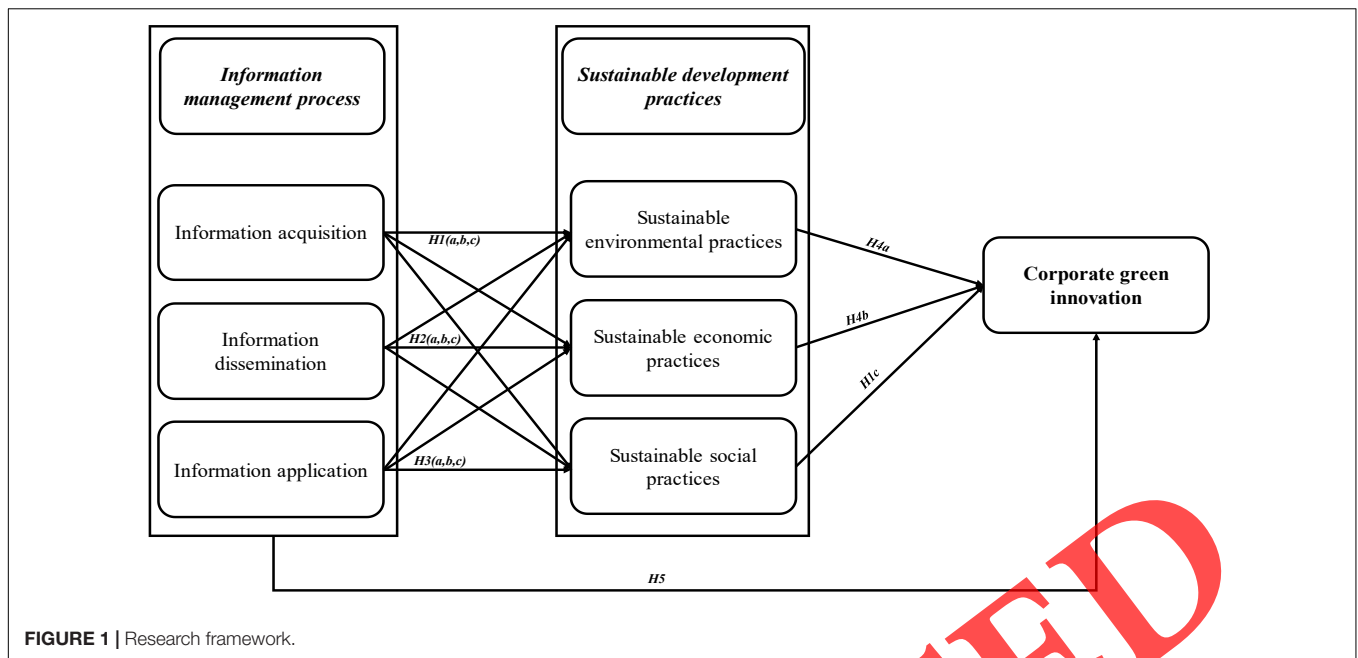 Information
management process
Sustainable development
practices
Information acquisition
H1(a,b,c)
Sustainable
environmental practices
H4a
Corporate green
innovation
Information
dissemination
H2(a,b,c)
Sustainable economic
practices
H4b
Information application
H3(a,b,c)
Sustainable social
practices
H1c
H5
ED
FIGURE 1 | Research framework.